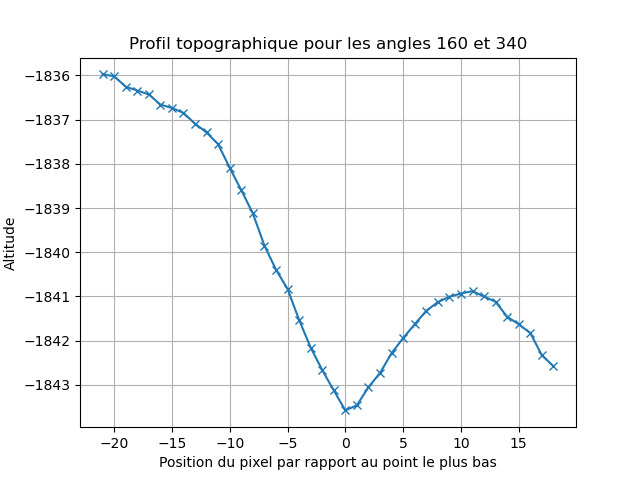 Profil topographique pour les angles 160 et 340
−1836
−1837
−1838
−1839
−1840
−1841
−1842
−1843
Altitude
−20 −15 −10 −5 0 5 10 15
Position du pixel par rapport au point le plus bas